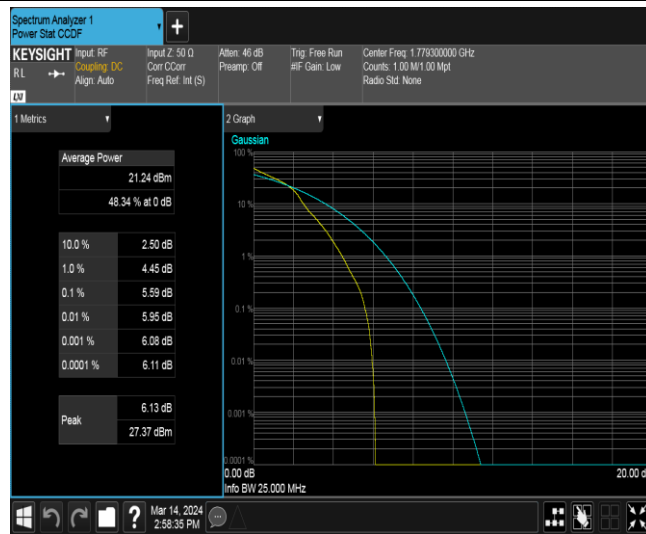 Spectrum Analyzer 1
Power Stat CCDF
+
KEYSIGHT Input: RF Input Z: 50 Ω Atten: 46 dB Trig: Free Run Center Freq: 1.779300000 GHz
RL Coupling: DC Corr CCorr Preamp: Off #IF Gain: Low Counts: 1.00 M/1.00 Mpt
Align: Auto Freq Ref: Int (S) Radio Std: None
LXI
1 Metrics 2 Graph
Gaussian
Average Power
21.24 dBm
48.34 % at 0 dB
10.0 % 2.50 dB
1.0 % 4.45 dB
0.1 % 5.59 dB
0.01 % 5.95 dB
0.001 % 6.08 dB
0.0001 % 6.11 dB
Peak 6.13 dB
27.37 dBm
100 %
10 %
1 %
0.1 %
0.01 %
0.001 %
0.0001 %
0.00 dB 20.00 d
Info BW 25.000 MHz
? Mar 14, 2024
2:58:35 PM